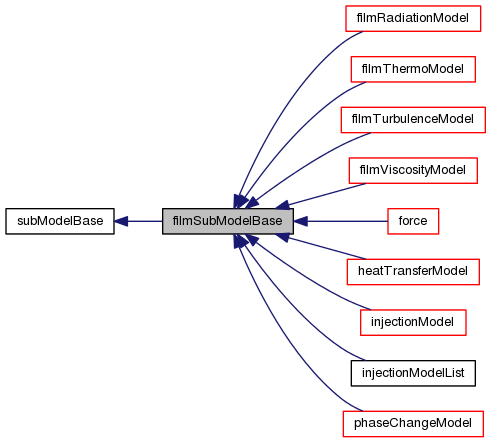 filmRadiationModel
filmThermoModel
filmTurbulenceModel
filmViscosityModel
subModelBase
filmSubModelBase
force
heatTransferModel
injectionModel
injectionModelList
phaseChangeModel